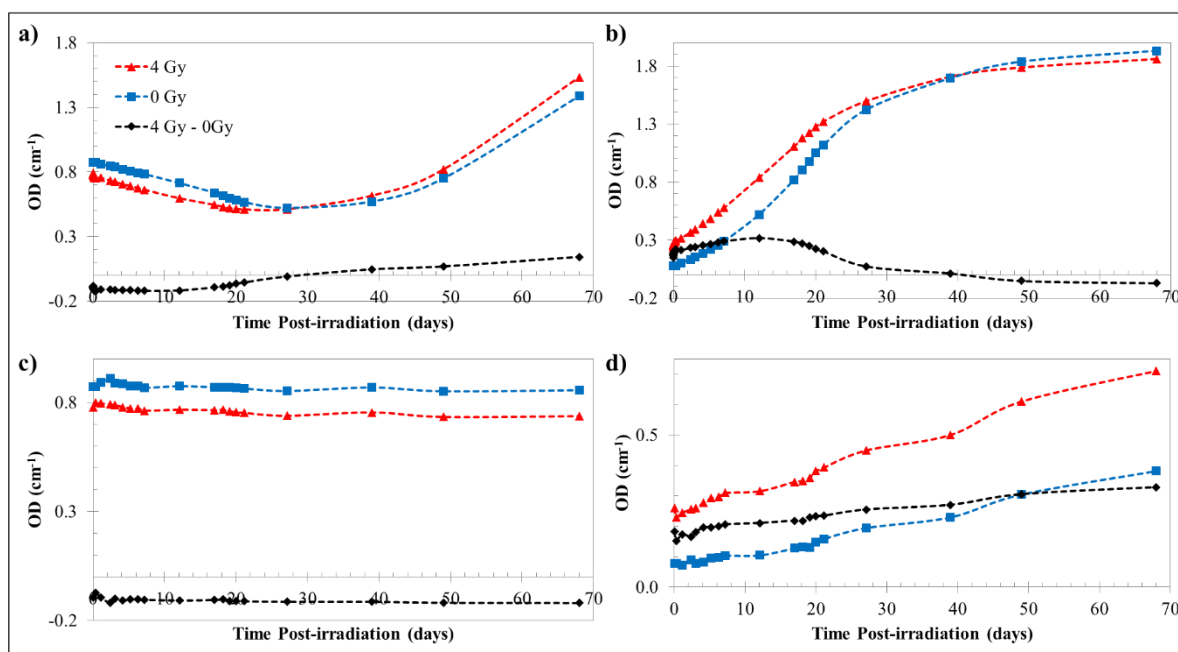 a)
1.8
1.3
0.8
0.3
-0.2
OD (cm⁻¹)
4 Gy
0 Gy
4 Gy - 0Gy
0 10 20 30 40 50 60 70
Time Post-irradiation (days)
b)
1.8
1.3
0.8
0.3
-0.2
OD (cm⁻¹)
0 10 20 30 40 50 60 70
Time Post-irradiation (days)
c)
0.8
0.3
-0.2
OD (cm⁻¹)
0 10 20 30 40 50 60 70
Time Post-irradiation (days)
d)
0.5
0.0
OD (cm⁻¹)
0 10 20 30 40 50 60 70
Time Post-irradiation (days)